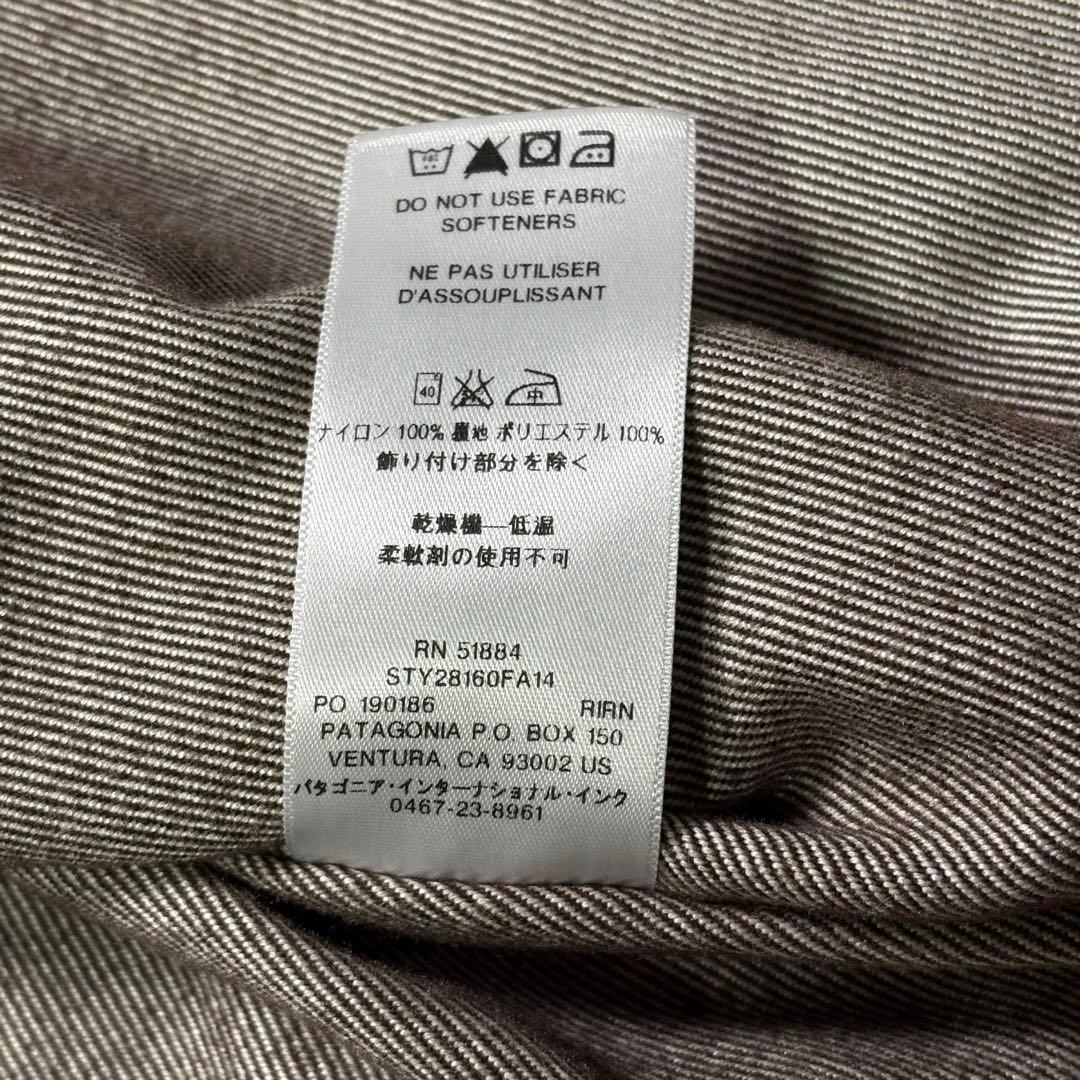 40C
DO NOT USE FABRIC
SOFTENERS
NE PAS UTILISER
D'ASSOUPLISSANT
40 中
ナイロン 100% 裏地 ポリエステル 100%
飾り付け部分を除く
乾燥機—低温
柔軟剤の使用不可
RN 51884
STY28160FA14
PO 190186 RIRN
PATAGONIA P.O. BOX 150
VENTURA, CA 93002 US
パタゴニア・インターナショナル・インク
0467-23-8961